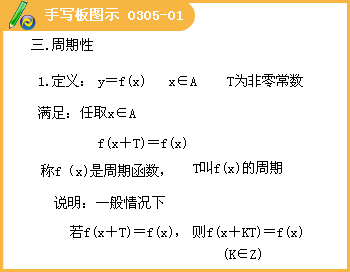 手写板图示 0305-01
三.周期性
1.定义: y=f(x) x∈A T为非零常数
满足: 任取x∈A
f(x+T)=f(x)
称f (x)是周期函数, T叫f(x)的周期
说明: 一般情况下
若f(x+T)=f(x), 则f(x+KT)=f(x)
(K∈Z)